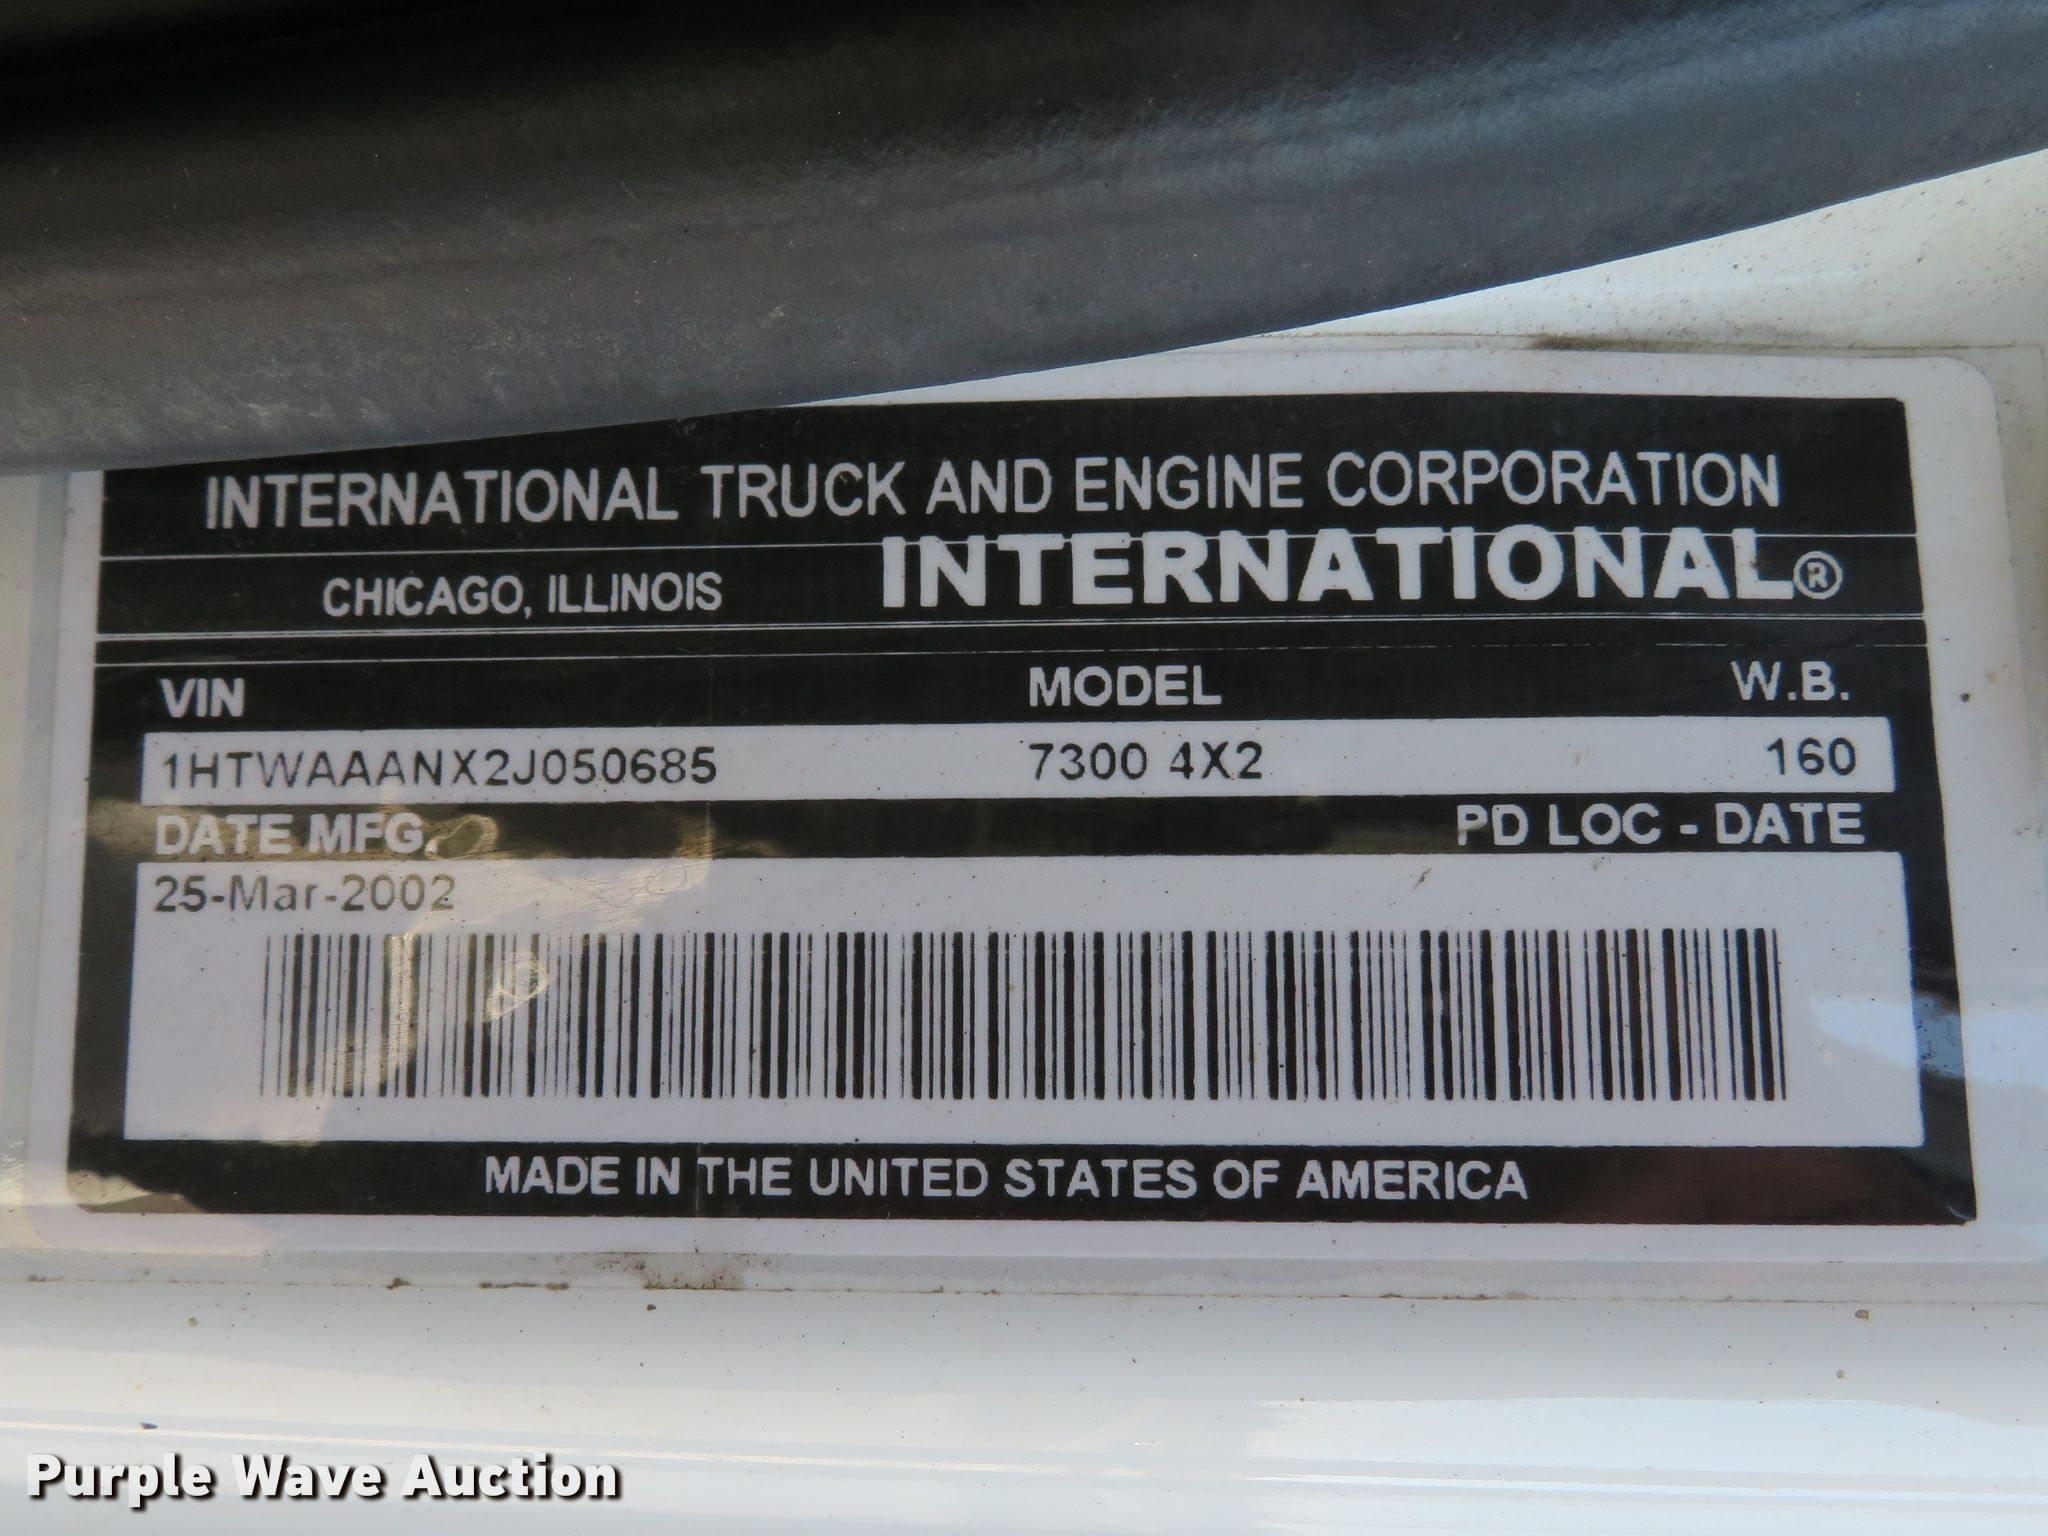 INTERNATIONAL TRUCK AND ENGINE CORPORATION
CHICAGO, ILLINOIS INTERNATIONAL®
VIN MODEL W.B.
1HTWAAANX2J050685 7300 4X2 160
DATE MFG. PD LOC - DATE
25-Mar-2002
MADE IN THE UNITED STATES OF AMERICA
Purple Wave Auction